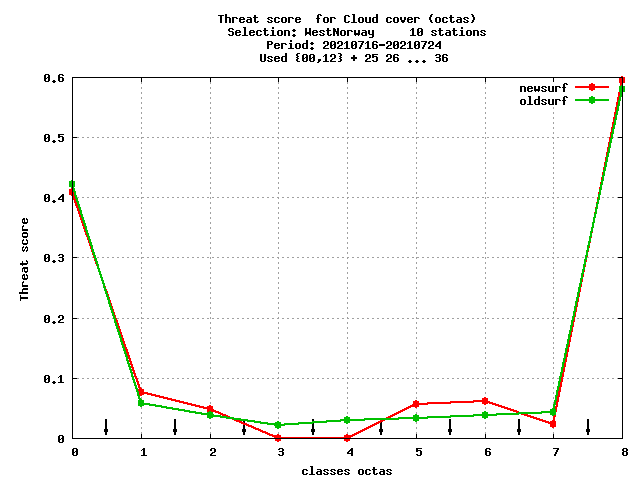 Threat score  for Cloud cover (octas)
Selection: WestNorway     10 stations
Period: 20210716-20210724
Used {00,12} + 25 26 ... 36
newsurf
oldsurf
0.6
0.5
0.4
0.3
0.2
0.1
0
Threat score
0 1 2 3 4 5 6 7 8
classes octas